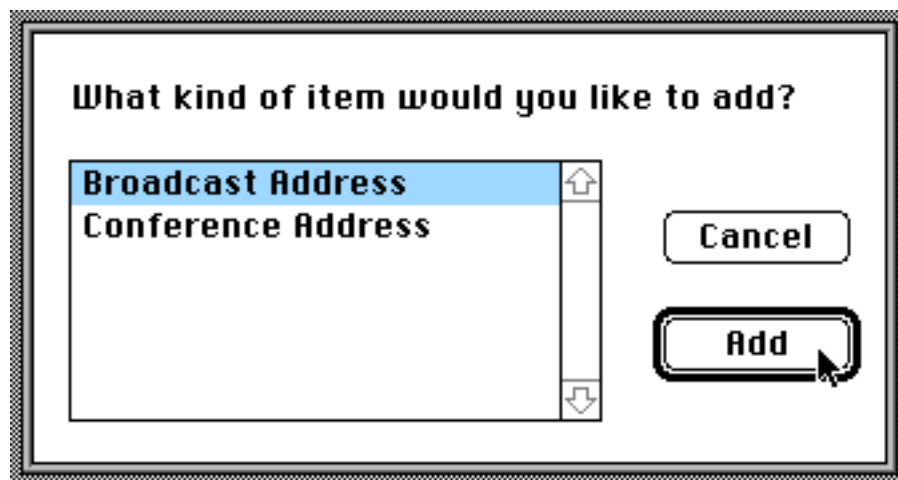 What kind of item would you like to add?
Broadcast Address
Conference Address
Cancel
Add